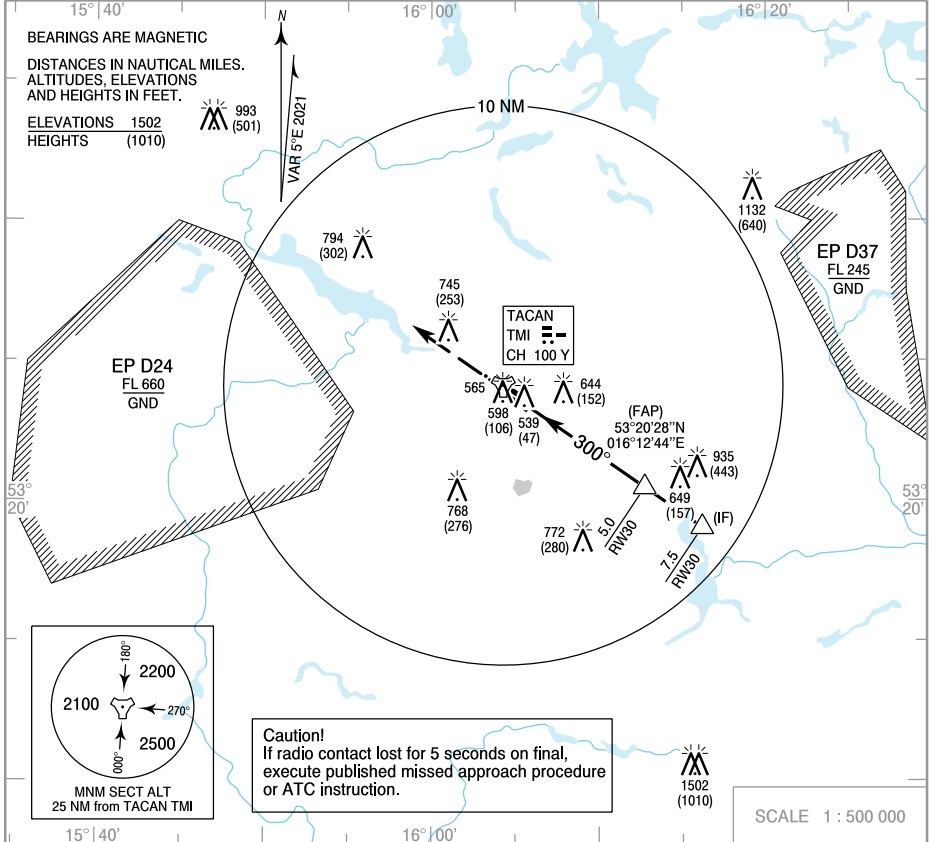 15°40′
16°00′
16°20′
BEARINGS ARE MAGNETIC
DISTANCES IN NAUTICAL MILES.
ALTITUDES, ELEVATIONS
AND HEIGHTS IN FEET.
ELEVATIONS 1502
HEIGHTS (1010)
993
(501)
N
VAR 5°E 2021
10 NM
1132
(640)
EP D37
FL 245
GND
794
(302)
745
(253)
TACAN
TMI
CH 100 Y
EP D24
FL 660
GND
565
598
(106)
539
(47)
644
(152)
(FAP)
53°20′28″N
016°12′44″E
300°
935
(443)
649
(157)
(IF)
53°
20′
53°
20′
768
(276)
772
(280)
5.0
RW30
7.5
RW30
180°
2200
2100
270°
2500
000°
MNM SECT ALT
25 NM from TACAN TMI
Caution!
If radio contact lost for 5 seconds on final,
execute published missed approach procedure
or ATC instruction.
1502
(1010)
SCALE 1 : 500 000
15°40′
16°00′